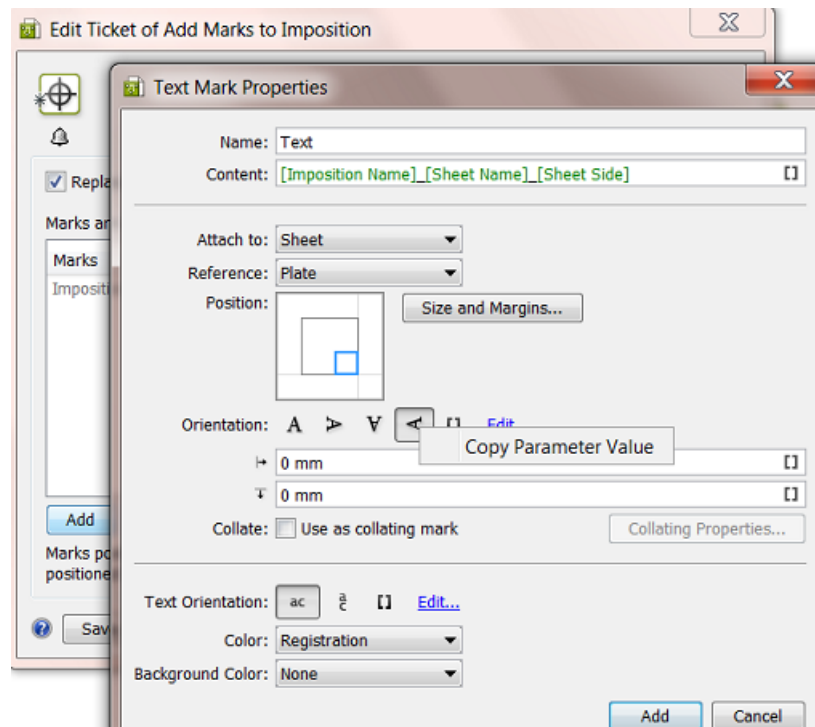 Edit Ticket of Add Marks to Imposition
Text Mark Properties
Name: Text
Content: [Imposition Name]_[Sheet Name]_[Sheet Side]
Repla
Marks an
Marks
Impositi
Attach to: Sheet
Reference: Plate
Position:
Size and Margins...
Orientation: A A A A [] Edit
Copy Parameter Value
0 mm []
0 mm []
Collate: Use as collating mark
Collating Properties...
Add
Marks po
positione
Text Orientation: ac ac [] Edit...
Sav
Color: Registration
Background Color: None
Add
Cancel